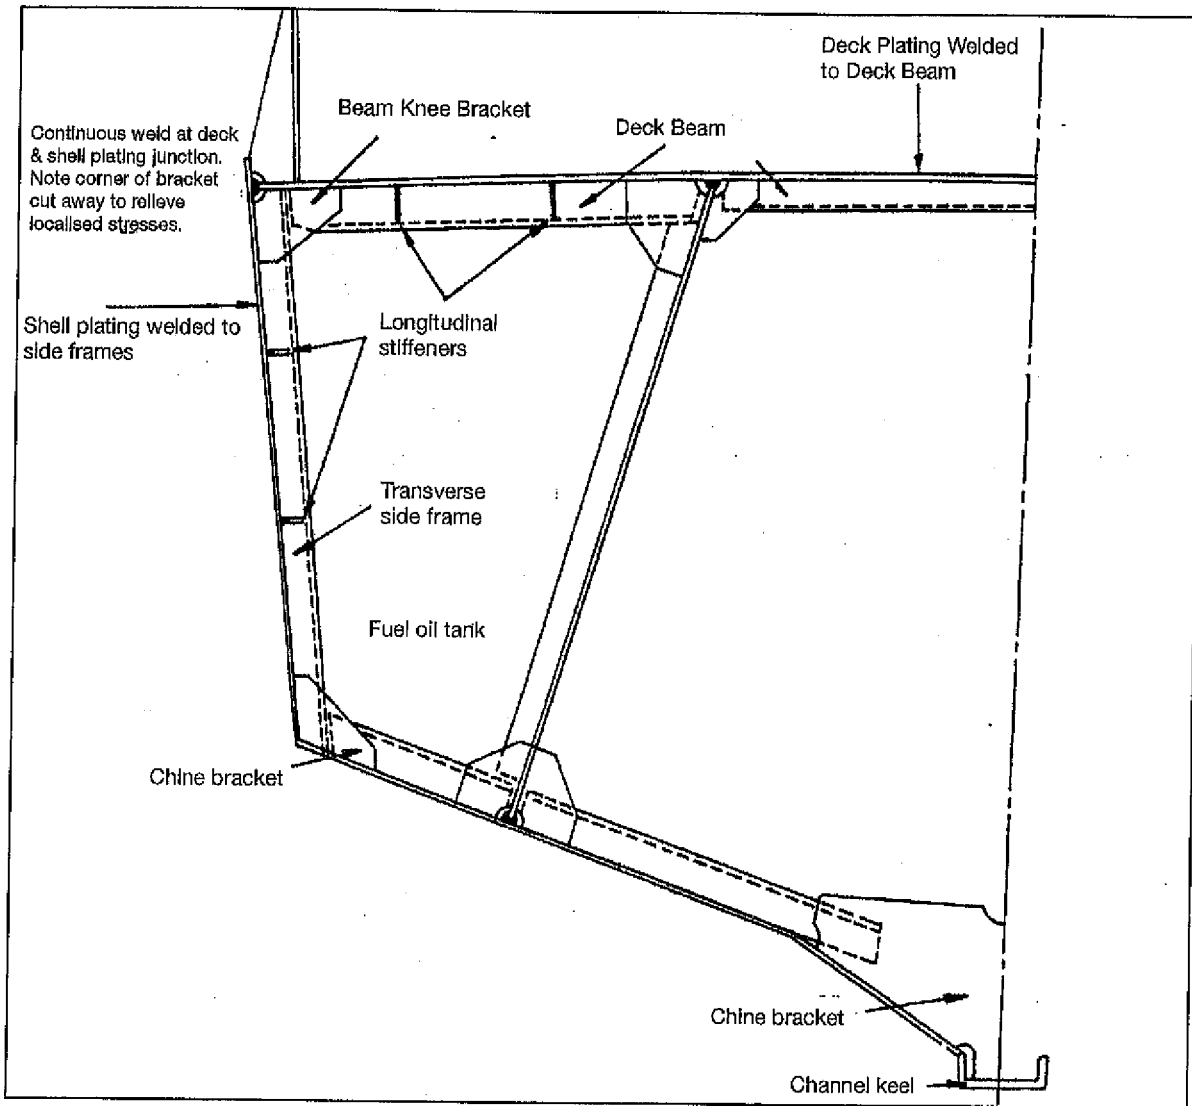 Deck Plating Welded
to Deck Beam
Beam Knee Bracket
Deck Beam
Continuous weld at deck
& shell plating junction.
Note corner of bracket
cut away to relieve
localised stresses.
Shell plating welded to
side frames
Longitudinal
stiffeners
Transverse
side frame
Fuel oil tank
Chine bracket
Chine bracket
Channel keel